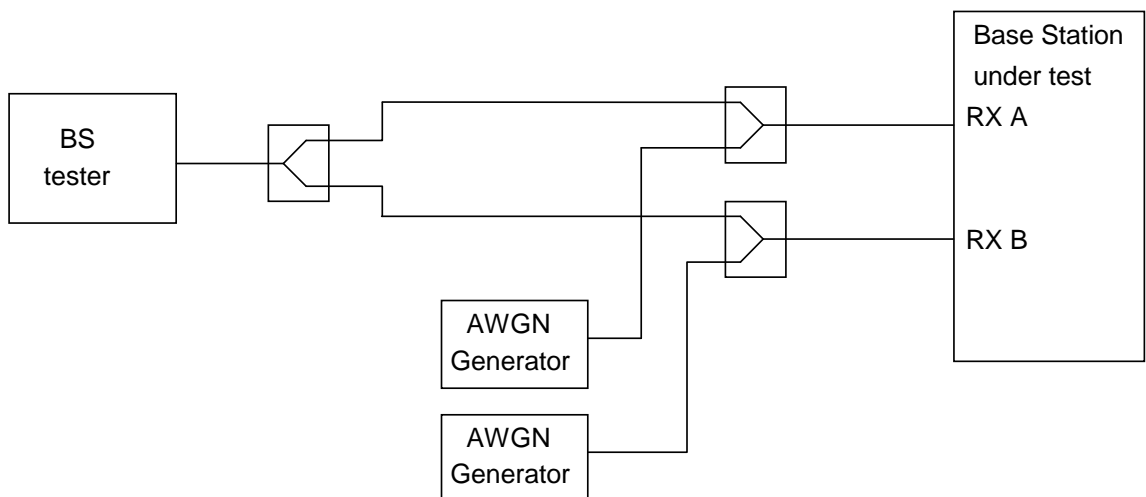 BS
tester
Base Station
under test
RX A
RX B
AWGN
Generator
AWGN
Generator